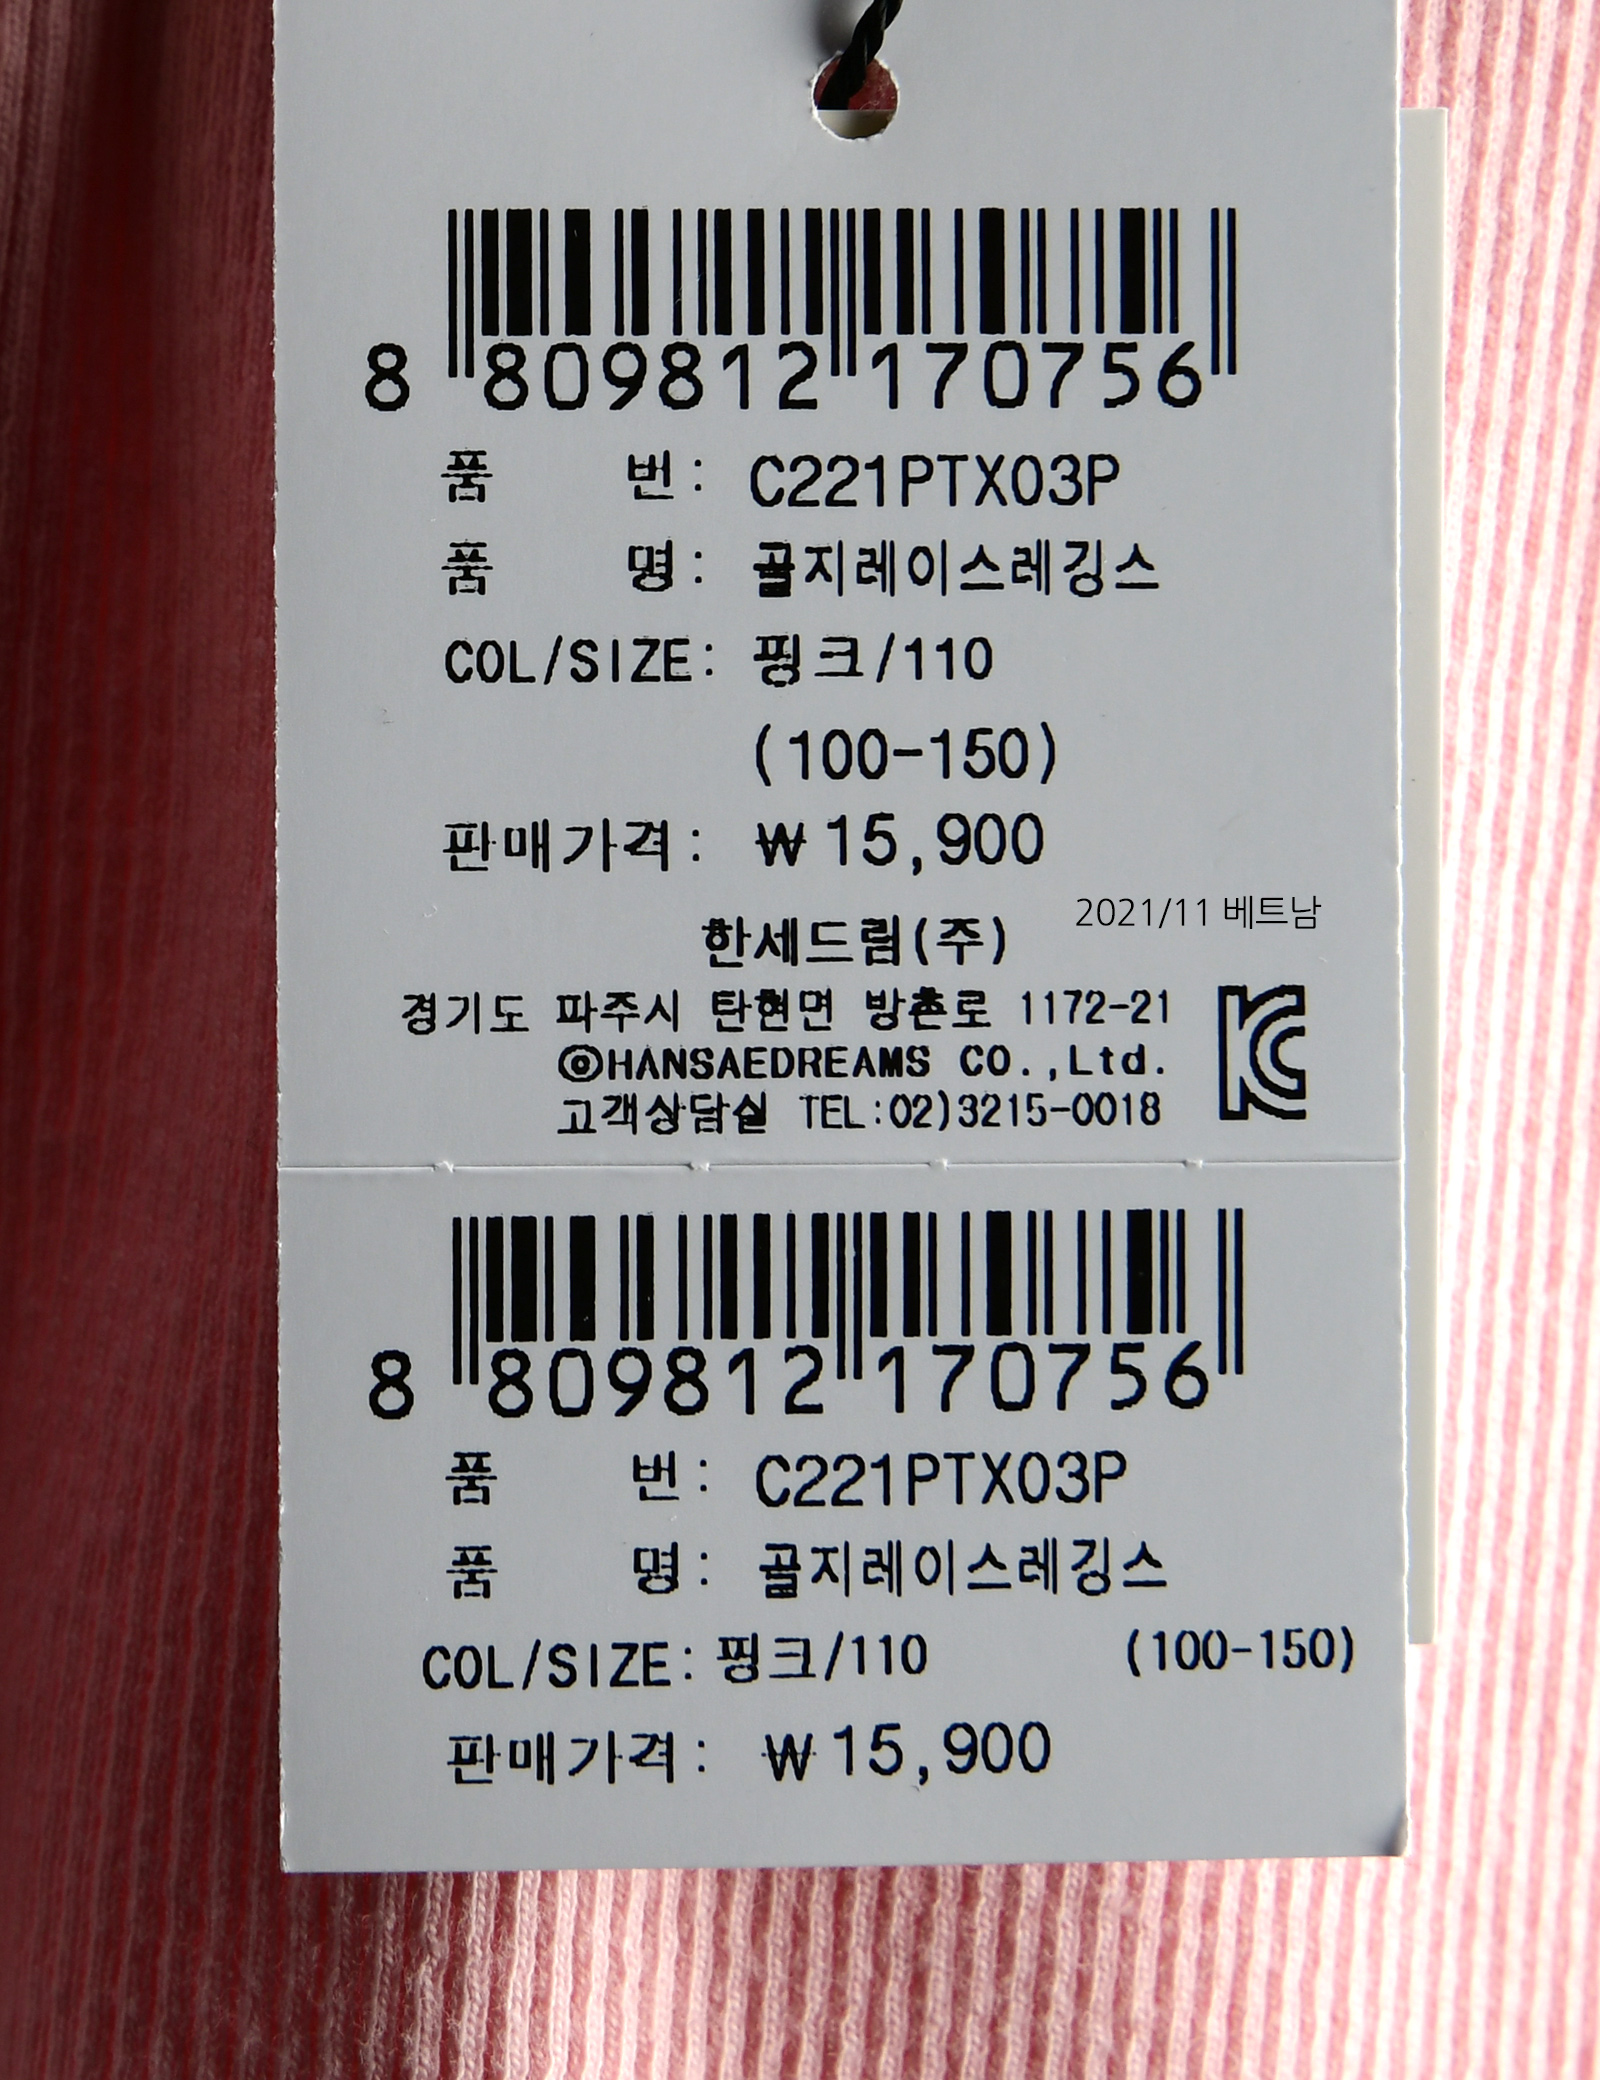 8 809812 170756
품 번: C221PTX03P
품 명: 골지레이스레깅스
COL/SIZE: 핑크/110
(100-150)
판매가격: ₩15,900
2021/11 베트남
한세드림(주)
경기도 파주시 탄현면 방촌로 1172-21
©HANSAEDREAMS CO.,Ltd.
고객상담실 TEL:02)3215-0018
8 809812 170756
품 번: C221PTX03P
품 명: 골지레이스레깅스
COL/SIZE: 핑크/110 (100-150)
판매가격: ₩15,900